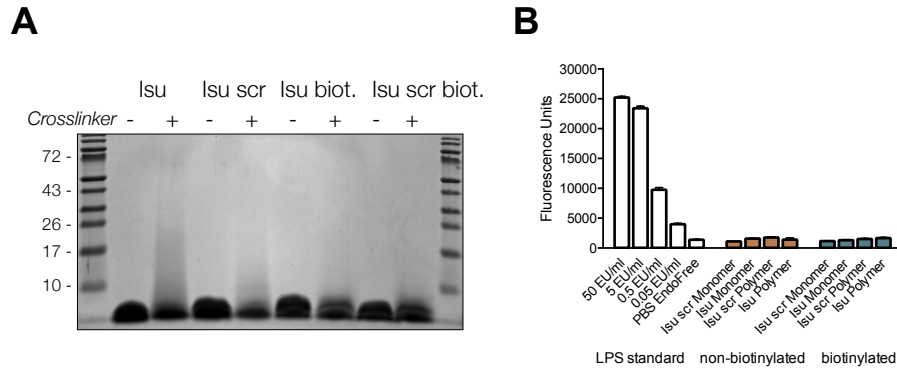 A
Isu Isu scr Isu biot. Isu scr biot.
Crosslinker - + - + - + - +
72 -
43 -
26 -
17 -
10 -
B
Fluorescence Units
30000
25000
20000
15000
10000
5000
0
50 EU/ml
5 EU/ml
0.5 EU/ml
0.05 EU/ml
PBS EndoFree
Isu scr Monomer
Isu Monomer
Isu scr Polymer
Isu Polymer
Isu scr Monomer
Isu Monomer
Isu scr Polymer
Isu Polymer
LPS standard non-biotinylated biotinylated